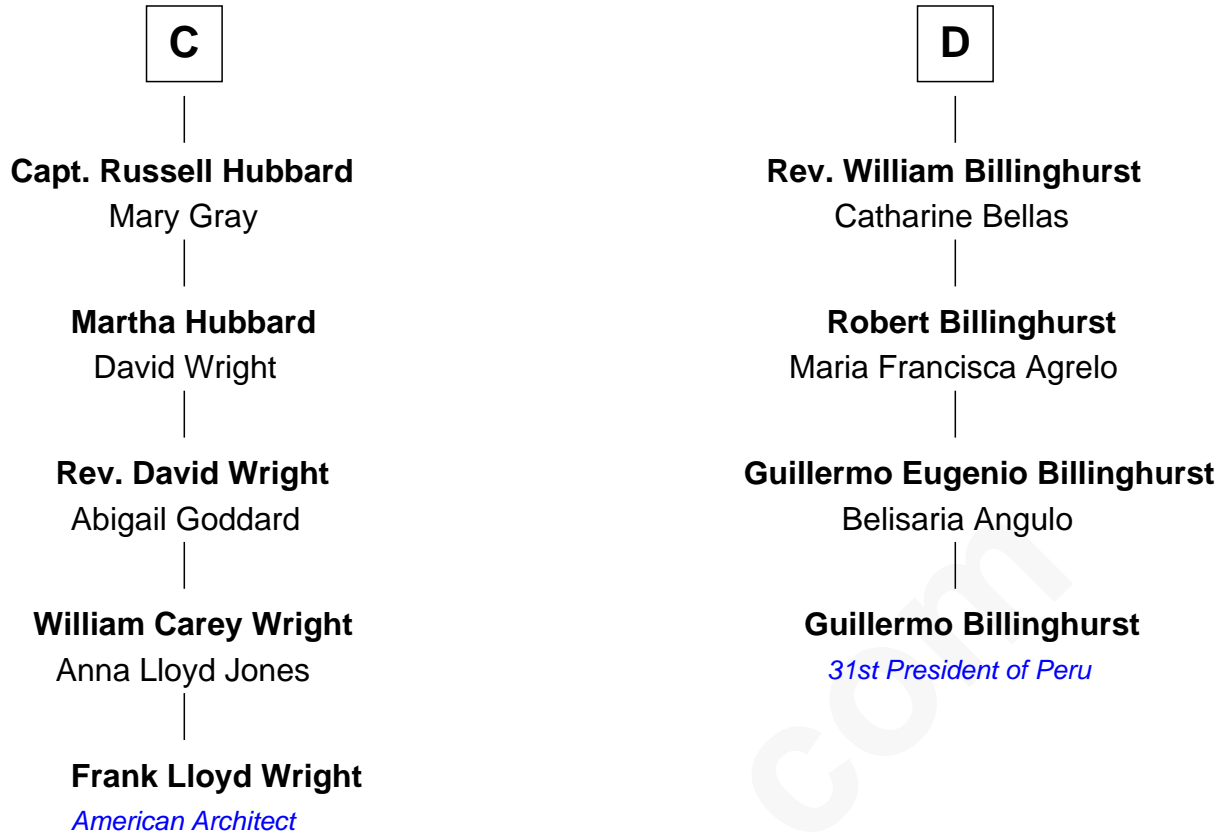 C
Capt. Russell Hubbard
Mary Gray
Martha Hubbard
David Wright
Rev. David Wright
Abigail Goddard
William Carey Wright
Anna Lloyd Jones
Frank Lloyd Wright
American Architect
D
Rev. William Billinghurst
Catharine Bellas
Robert Billinghurst
Maria Francisca Agrelo
Guillermo Eugenio Billinghurst
Belisaria Angulo
Guillermo Billinghurst
31st President of Peru
com